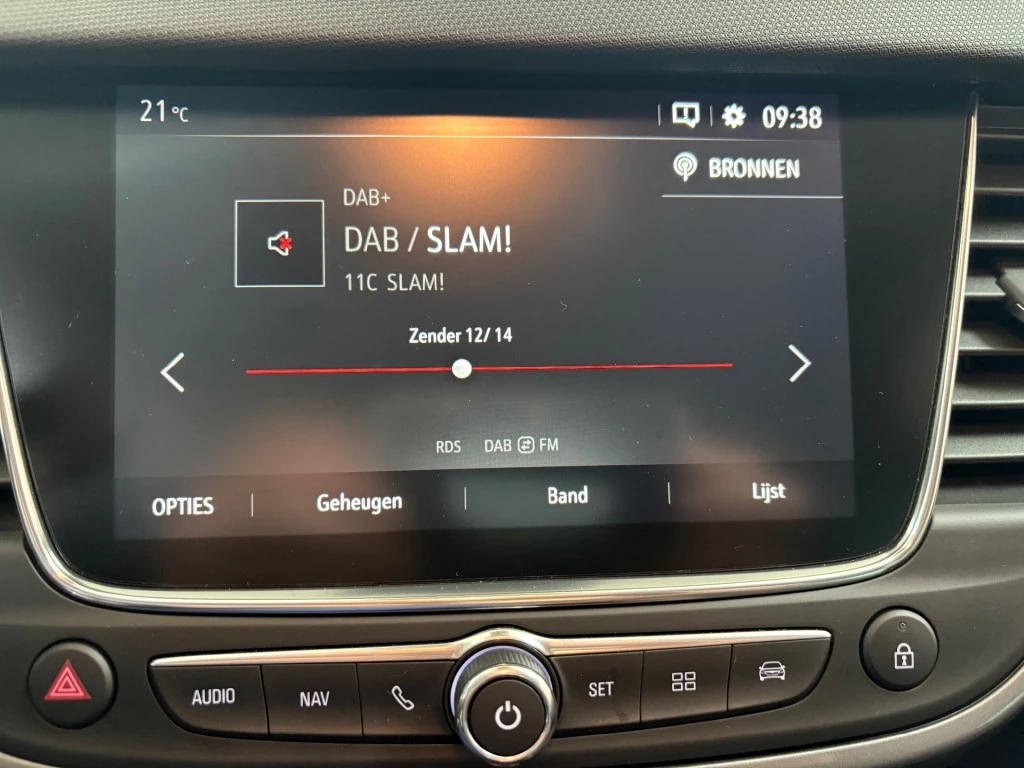 21°C
09:38
BRONNEN
DAB+
DAB / SLAM!
11C SLAM!
Zender 12/ 14
RDS DAB FM
OPTIES Geheugen Band Lijst
AUDIO NAV SET